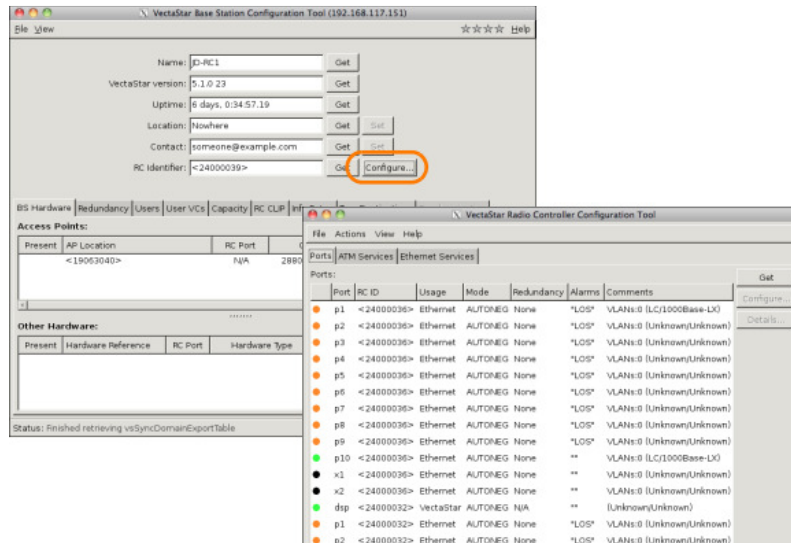 VectaStar Base Station Configuration Tool (192.168.117.151)
File View Help
Name: JD-RC1 Get
VectaStar version: 5.1.0 23 Get
Uptime: 6 days, 0:34:57.19 Get
Location: Nowhere Get Set
Contact: someone@example.com Get Set
RC Identifier: <24000039> Get Configure...
BS Hardware Redundancy Users User VCs Capacity RC CLIP
Access Points:
Present AP Location RC Port
<19063040> N/A 2880
Other Hardware:
Present Hardware Reference RC Port Hardware Type
Status: Finished retrieving vsSyncDomainExportTable
VectaStar Radio Controller Configuration Tool
File Actions View Help
Ports ATM Services Ethernet Services
Ports:
Get
Configure...
Details...
Port RC ID Usage Mode Redundancy Alarms Comments
p1 <24000036> Ethernet AUTONEG None *LOS* VLANs:0 (LC/1000Base-LX)
p2 <24000036> Ethernet AUTONEG None *LOS* VLANs:0 (Unknown/Unknown)
p3 <24000036> Ethernet AUTONEG None *LOS* VLANs:0 (Unknown/Unknown)
p4 <24000036> Ethernet AUTONEG None *LOS* VLANs:0 (Unknown/Unknown)
p5 <24000036> Ethernet AUTONEG None *LOS* VLANs:0 (Unknown/Unknown)
p6 <24000036> Ethernet AUTONEG None *LOS* VLANs:0 (Unknown/Unknown)
p7 <24000036> Ethernet AUTONEG None *LOS* VLANs:0 (Unknown/Unknown)
p8 <24000036> Ethernet AUTONEG None *LOS* VLANs:0 (Unknown/Unknown)
p9 <24000036> Ethernet AUTONEG None *LOS* VLANs:0 (Unknown/Unknown)
p10 <24000036> Ethernet AUTONEG None ** VLANs:0 (LC/1000Base-LX)
x1 <24000036> Ethernet AUTONEG None ** VLANs:0 (Unknown/Unknown)
x2 <24000036> Ethernet AUTONEG None ** VLANs:0 (Unknown/Unknown)
dsp <24000032> VectaStar AUTONEG N/A ** (Unknown/Unknown)
p1 <24000032> Ethernet AUTONEG None *LOS* VLANs:0 (Unknown/Unknown)
p2 <24000032> Ethernet AUTONEG None *LOS* VLANs:0 (Unknown/Unknown)